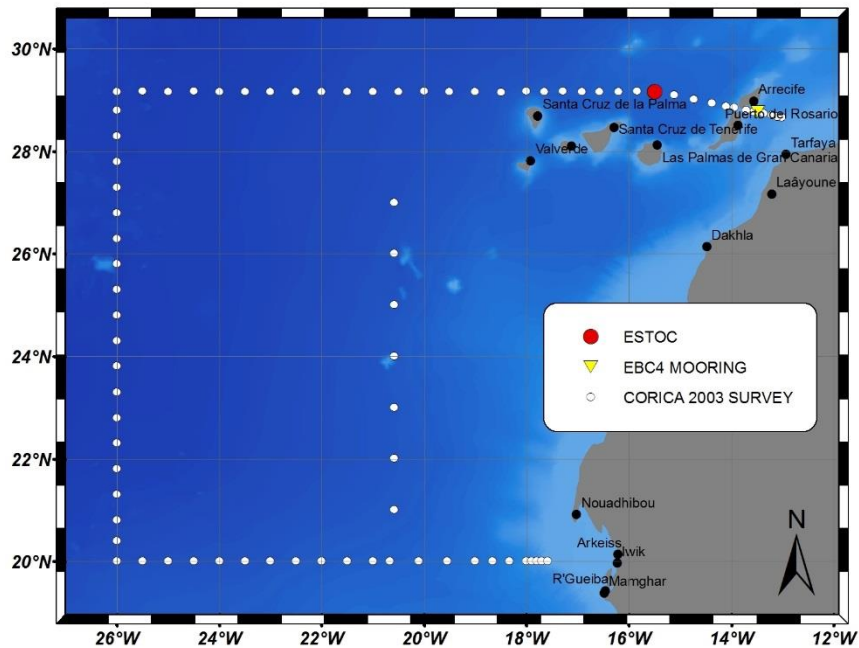 30°N
28°N
26°N
24°N
22°N
20°N
Arrecife
Santa Cruz de la Palma
Puerto del Rosario
Santa Cruz de Tenerife
Tarfaya
Valverde
Las Palmas de Gran Canaria
Laâyoune
Dakhla
ESTOC
EBC4 MOORING
CORICA 2003 SURVEY
Nouadhibou
N
Arkeiss
Iwik
R'Gueiba
Mamghar
26°W 24°W 22°W 20°W 18°W 16°W 14°W 12°W